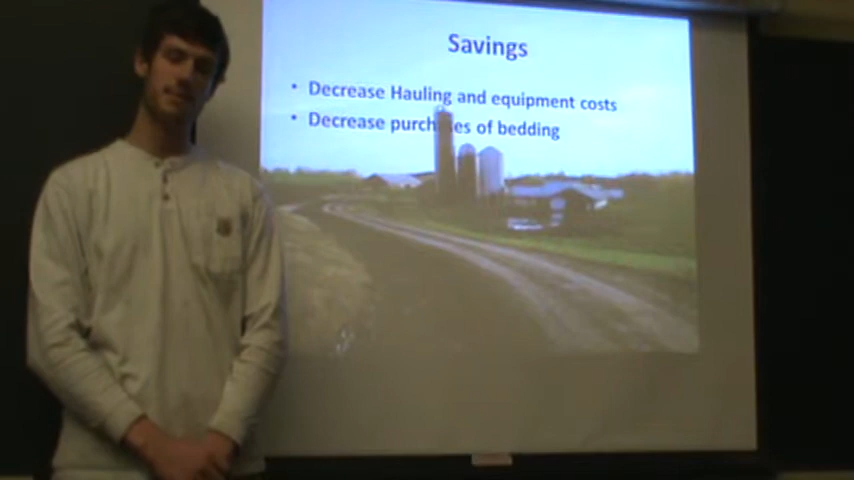 Savings
• Decrease Hauling and equipment costs
• Decrease purchases of bedding